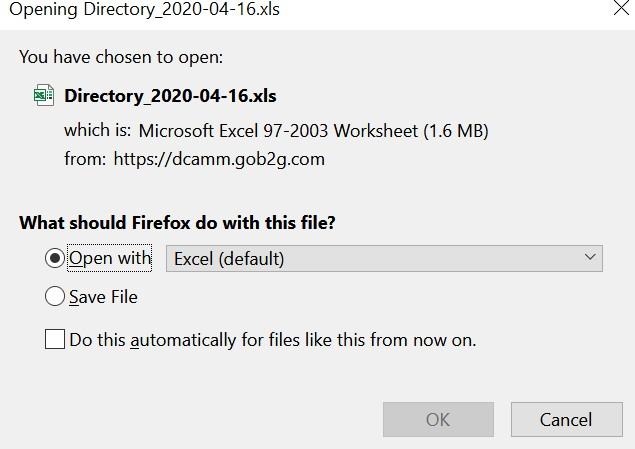 Opening Directory_2020-04-16.xls
You have chosen to open:
Directory_2020-04-16.xls
which is: Microsoft Excel 97-2003 Worksheet (1.6 MB)
from: https://dcamm.gob2g.com
What should Firefox do with this file?
Open with Excel (default)
Save File
Do this automatically for files like this from now on.
OK Cancel